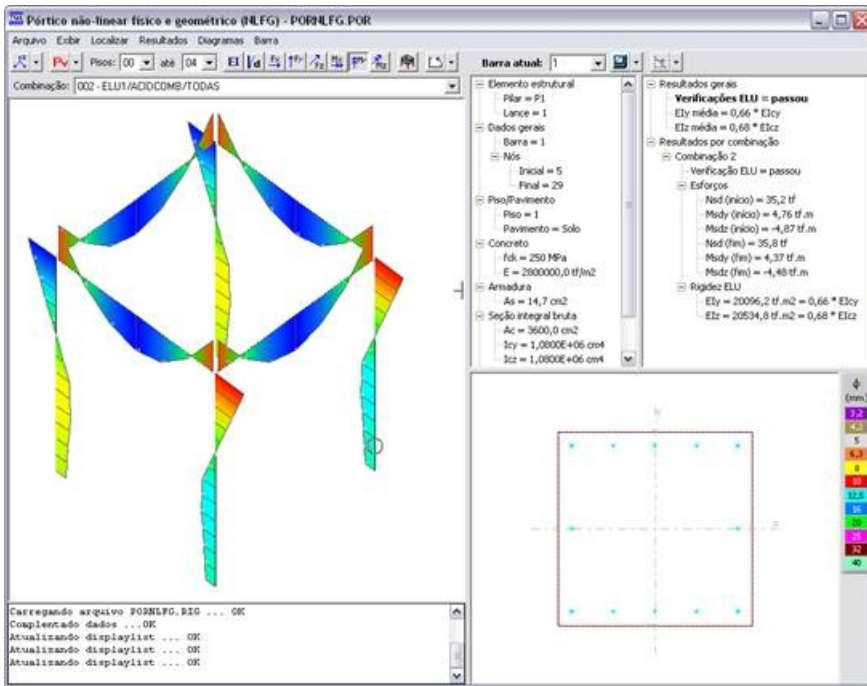 Pórtico não-linear físico e geométrico (NLFG) - PORNLFG.POR
Arquivo Exibir Localizar Resultados Diagramas Barra
Pisos: 00 até 04
Barra atual: 1
Combinação: 002 - ELU1/ACIDCOMB/TODAS
Elemento estrutural
Pilar = P1
Lance = 1
Dados gerais
Barra = 1
Nós
Inicial = 5
Final = 29
Piso/Pavimento
Piso = 1
Pavimento = Solo
Concreto
fck = 250 MPa
E = 2800000,0 tf/m2
Armadura
As = 14,7 cm2
Seção integral bruta
Ac = 3600,0 cm2
Icy = 1,0800E+06 cm4
Icz = 1,0800E+06 cm4
Resultados gerais
Verificações ELU = passou
EIy média = 0,66 * EIcy
EIz média = 0,68 * EIcz
Resultados por combinação
Combinação 2
Verificação ELU = passou
Esforços
Nsd (início) = 35,2 tf
Msdy (início) = 4,76 tf.m
Msdz (início) = -4,87 tf.m
Nsd (fim) = 35,8 tf
Msdy (fim) = 4,37 tf.m
Msdz (fim) = -4,48 tf.m
Rigidez ELU
EIy = 20096,2 tf.m2 = 0,66 * EIcy
EIz = 20534,8 tf.m2 = 0,68 * EIcz
ϕ
(mm)
3,2
4,2
5
6,3
8
10
12,5
16
20
25
32
40
Carregando arquivo PORNLFG.RIG ... OK
Complentado dados ...OK
Atualizando displaylist ... OK
Atualizando displaylist ... OK
Atualizando displaylist ... OK